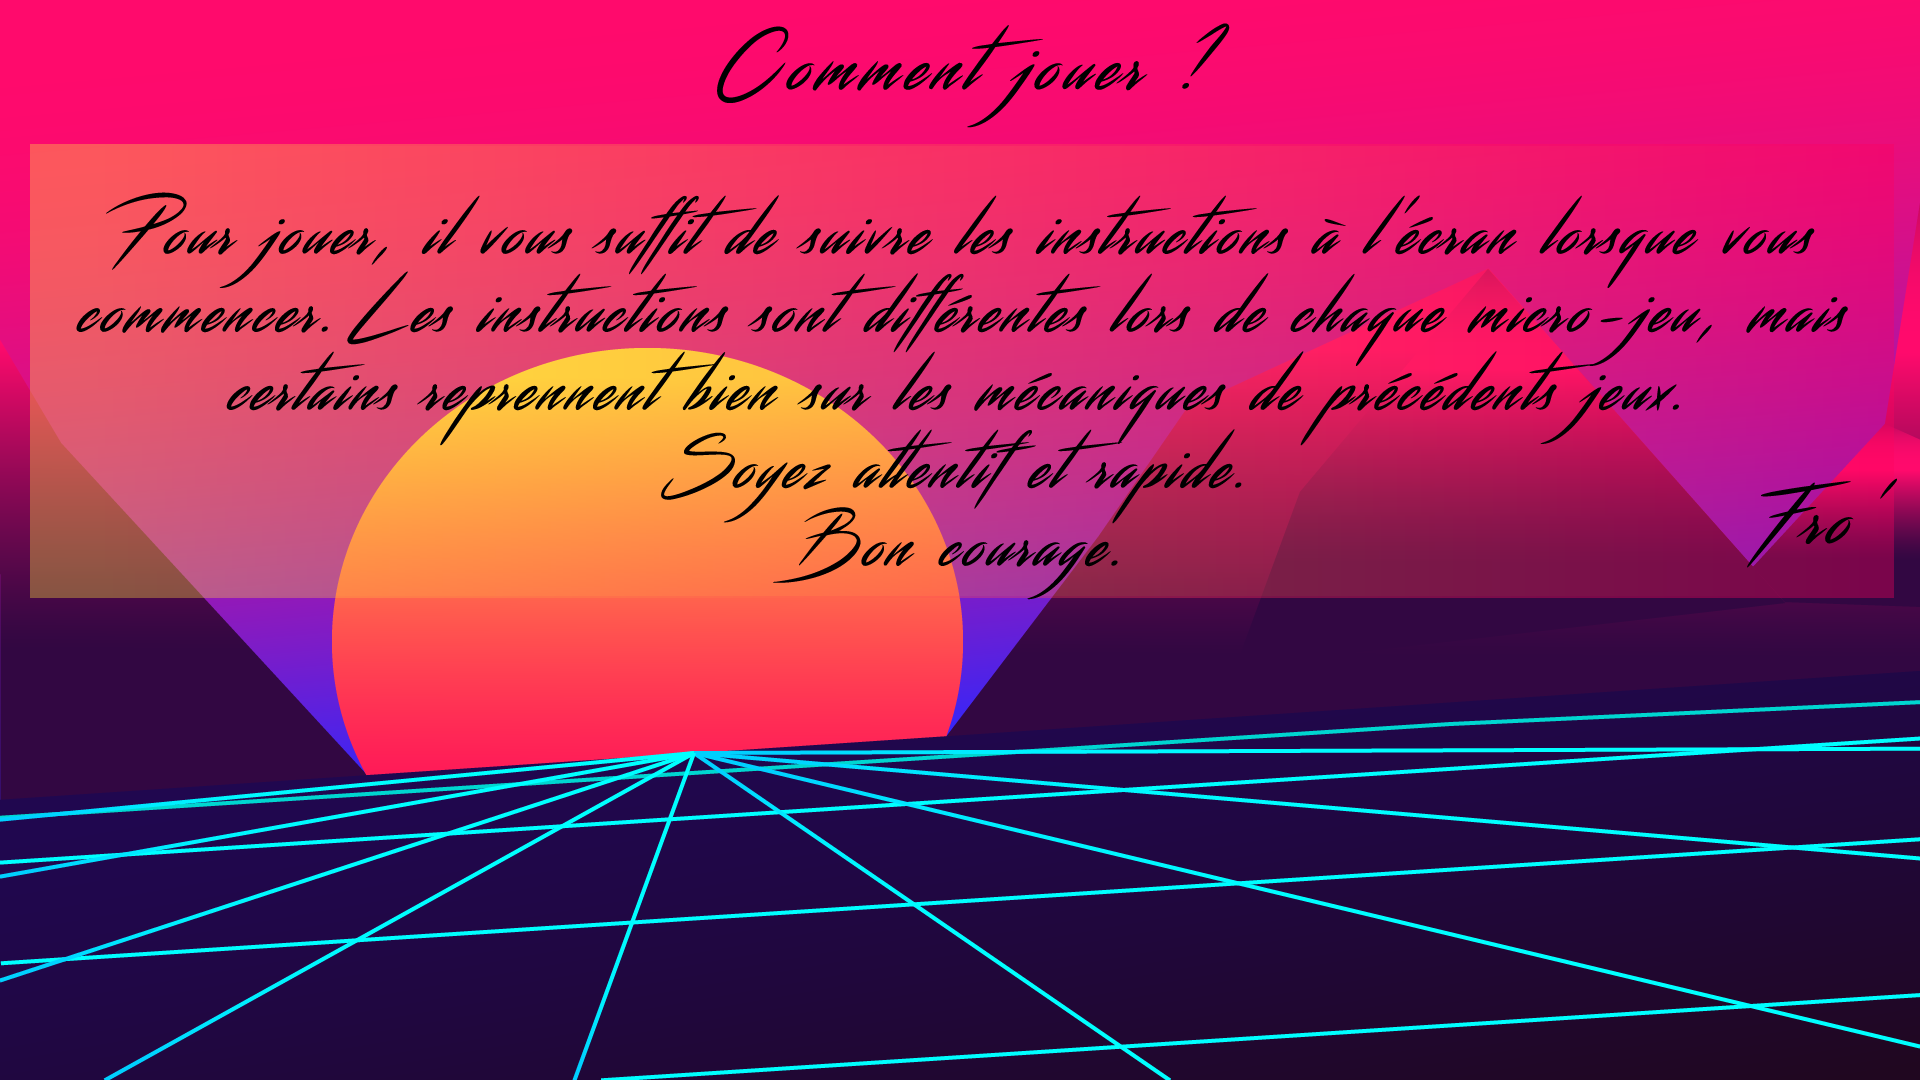 Comment jouer ?
Pour jouer, il vous suffit de suivre les instructions à l'écran lorsque vous
commencer. Les instructions sont différentes lors de chaque micro-jeu, mais
certains reprennent bien sur les mécaniques de précédents jeux.
Soyez attentif et rapide.
Bon courage.
Fro'